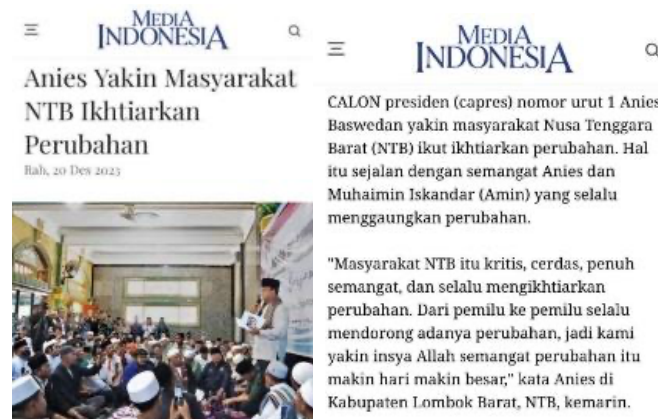 MEDIA
INDONESIA
Anies Yakin Masyarakat
NTB Ikhtiarkan
Perubahan
Rab, 20 Des 2023
MEDIA
INDONESIA
CALON presiden (capres) nomor urut 1 Anies
Baswedan yakin masyarakat Nusa Tenggara
Barat (NTB) ikut ikhtiarkan perubahan. Hal
itu sejalan dengan semangat Anies dan
Muhaimin Iskandar (Amin) yang selalu
menggaungkan perubahan.
"Masyarakat NTB itu kritis, cerdas, penuh
semangat, dan selalu mengikhtiarkan
perubahan. Dari pemilu ke pemilu selalu
mendorong adanya perubahan, jadi kami
yakin insya Allah semangat perubahan itu
makin hari makin besar," kata Anies di
Kabupaten Lombok Barat, NTB, kemarin.